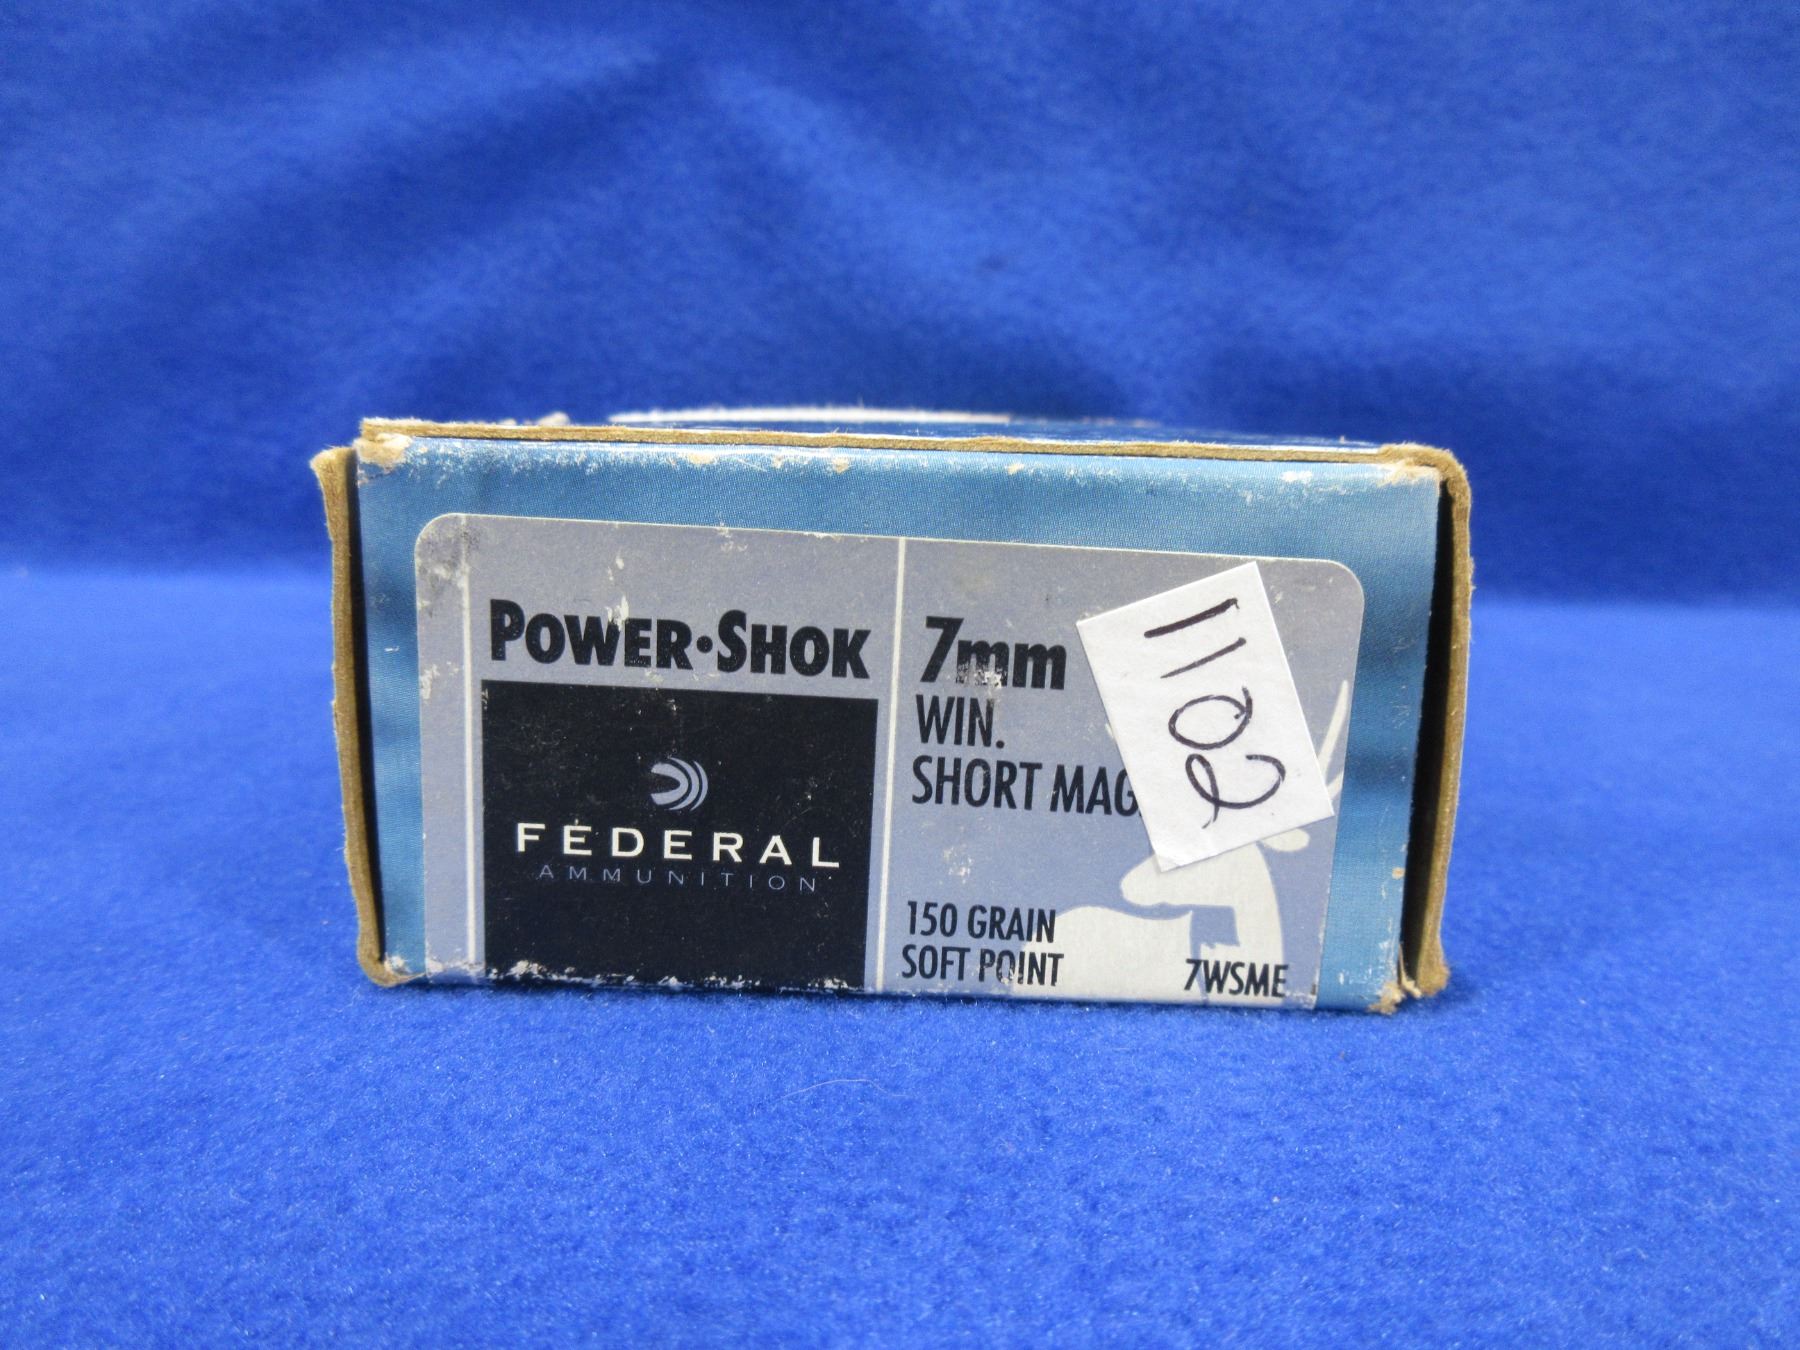 POWER•SHOK
FEDERAL
AMMUNITION
7mm
WIN.
SHORT MAG.
150 GRAIN
SOFT POINT
7WSME
1102